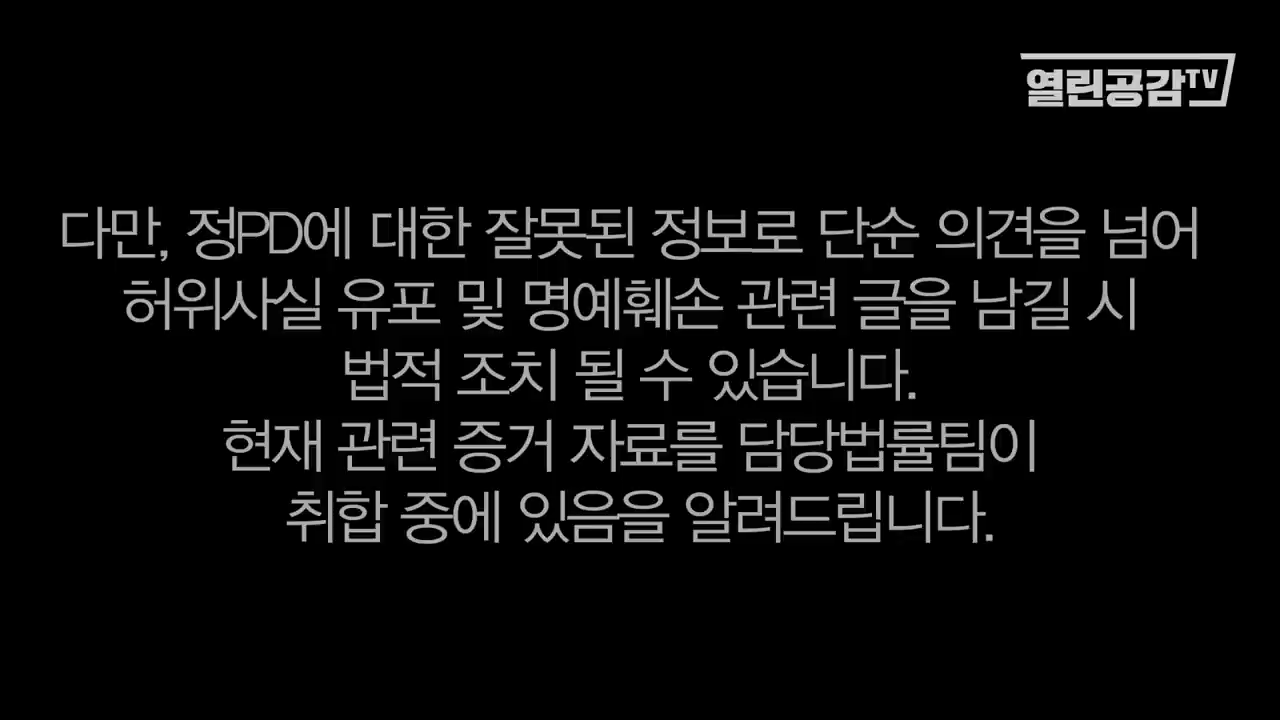 열린공감TV
다만, 정PD에 대한 잘못된 정보로 단순 의견을 넘어
허위사실 유포 및 명예훼손 관련 글을 남길 시
법적 조치 될 수 있습니다.
현재 관련 증거 자료를 담당법률팀이
취합 중에 있음을 알려드립니다.